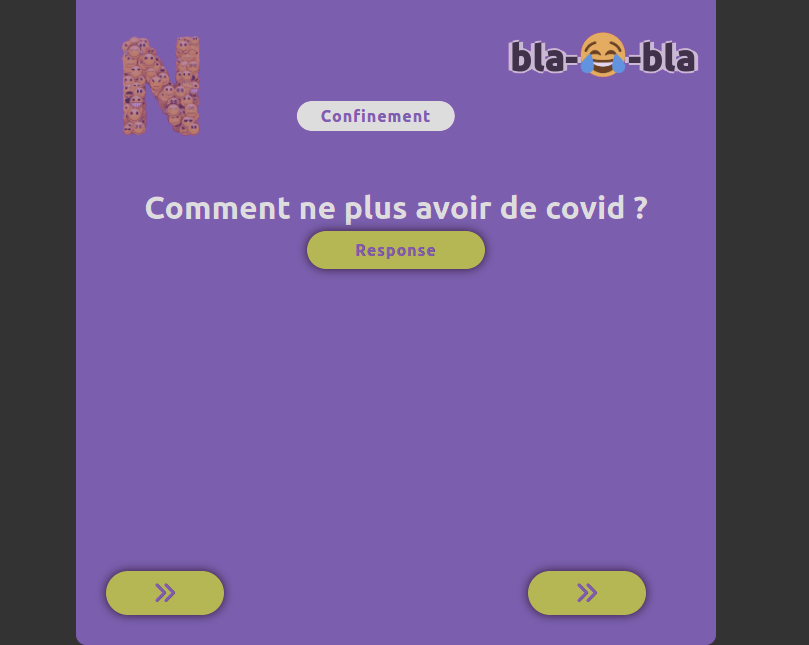 N
bla-😂-bla
Confinement
Comment ne plus avoir de covid ?
Response